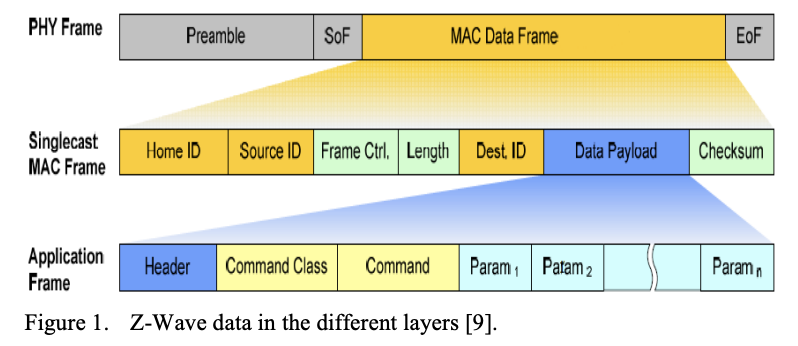 PHY Frame
Preamble
SoF
MAC Data Frame
EoF
Singlecast
MAC Frame
Home ID
Source ID
Frame Ctrl.
Length
Dest. ID
Data Payload
Checksum
Application
Frame
Header
Command Class
Command
Param 1
Param 2
Param n
Figure 1. Z-Wave data in the different layers [9].